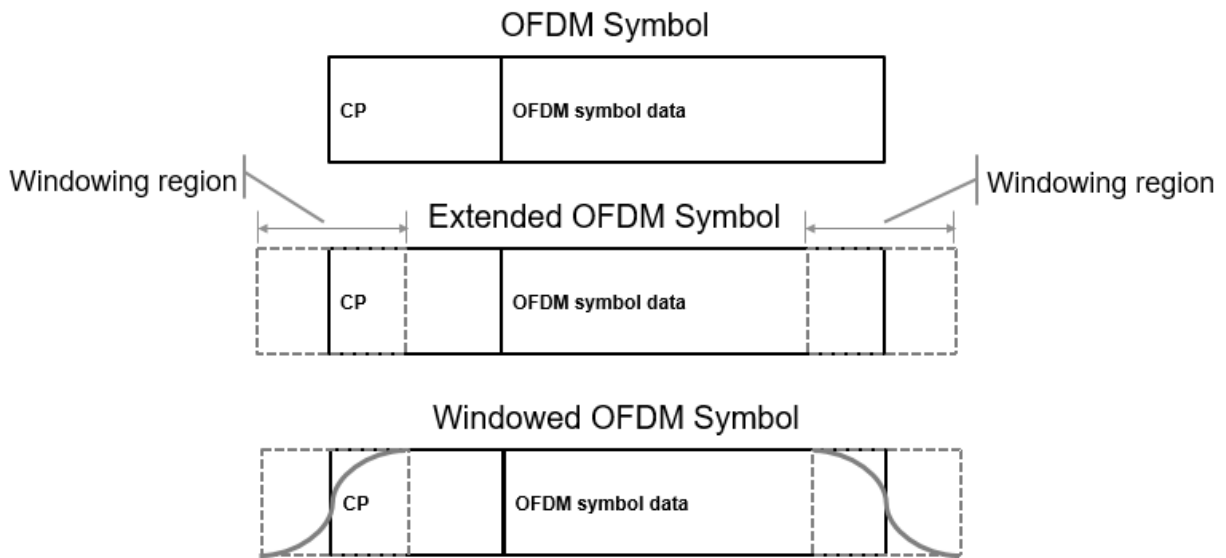 OFDM Symbol
CP
OFDM symbol data
Windowing region
Windowing region
Extended OFDM Symbol
CP
OFDM symbol data
Windowed OFDM Symbol
CP
OFDM symbol data